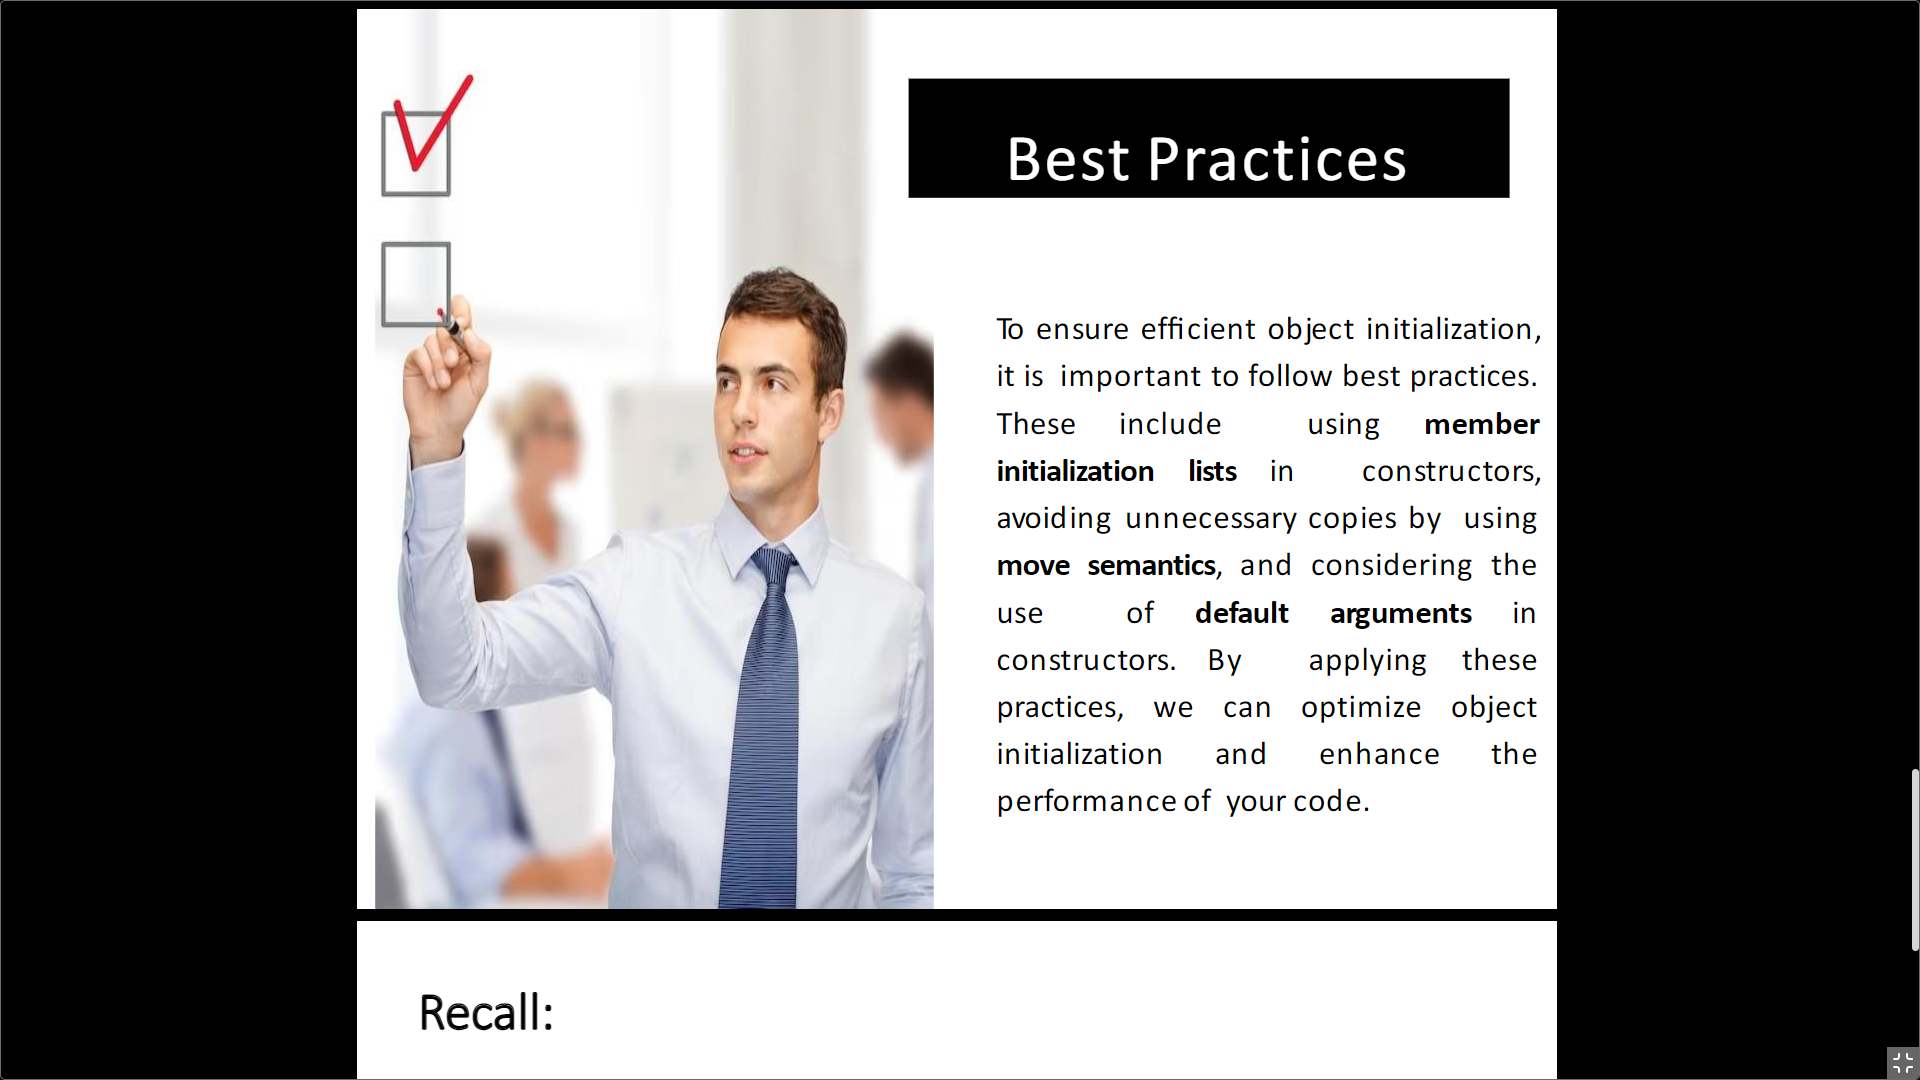 Best Practices
To ensure efficient object initialization,
it is important to follow best practices.
These include using member
initialization lists in constructors,
avoiding unnecessary copies by using
move semantics, and considering the
use of default arguments in
constructors. By applying these
practices, we can optimize object
initialization and enhance the
performance of your code.
Recall: